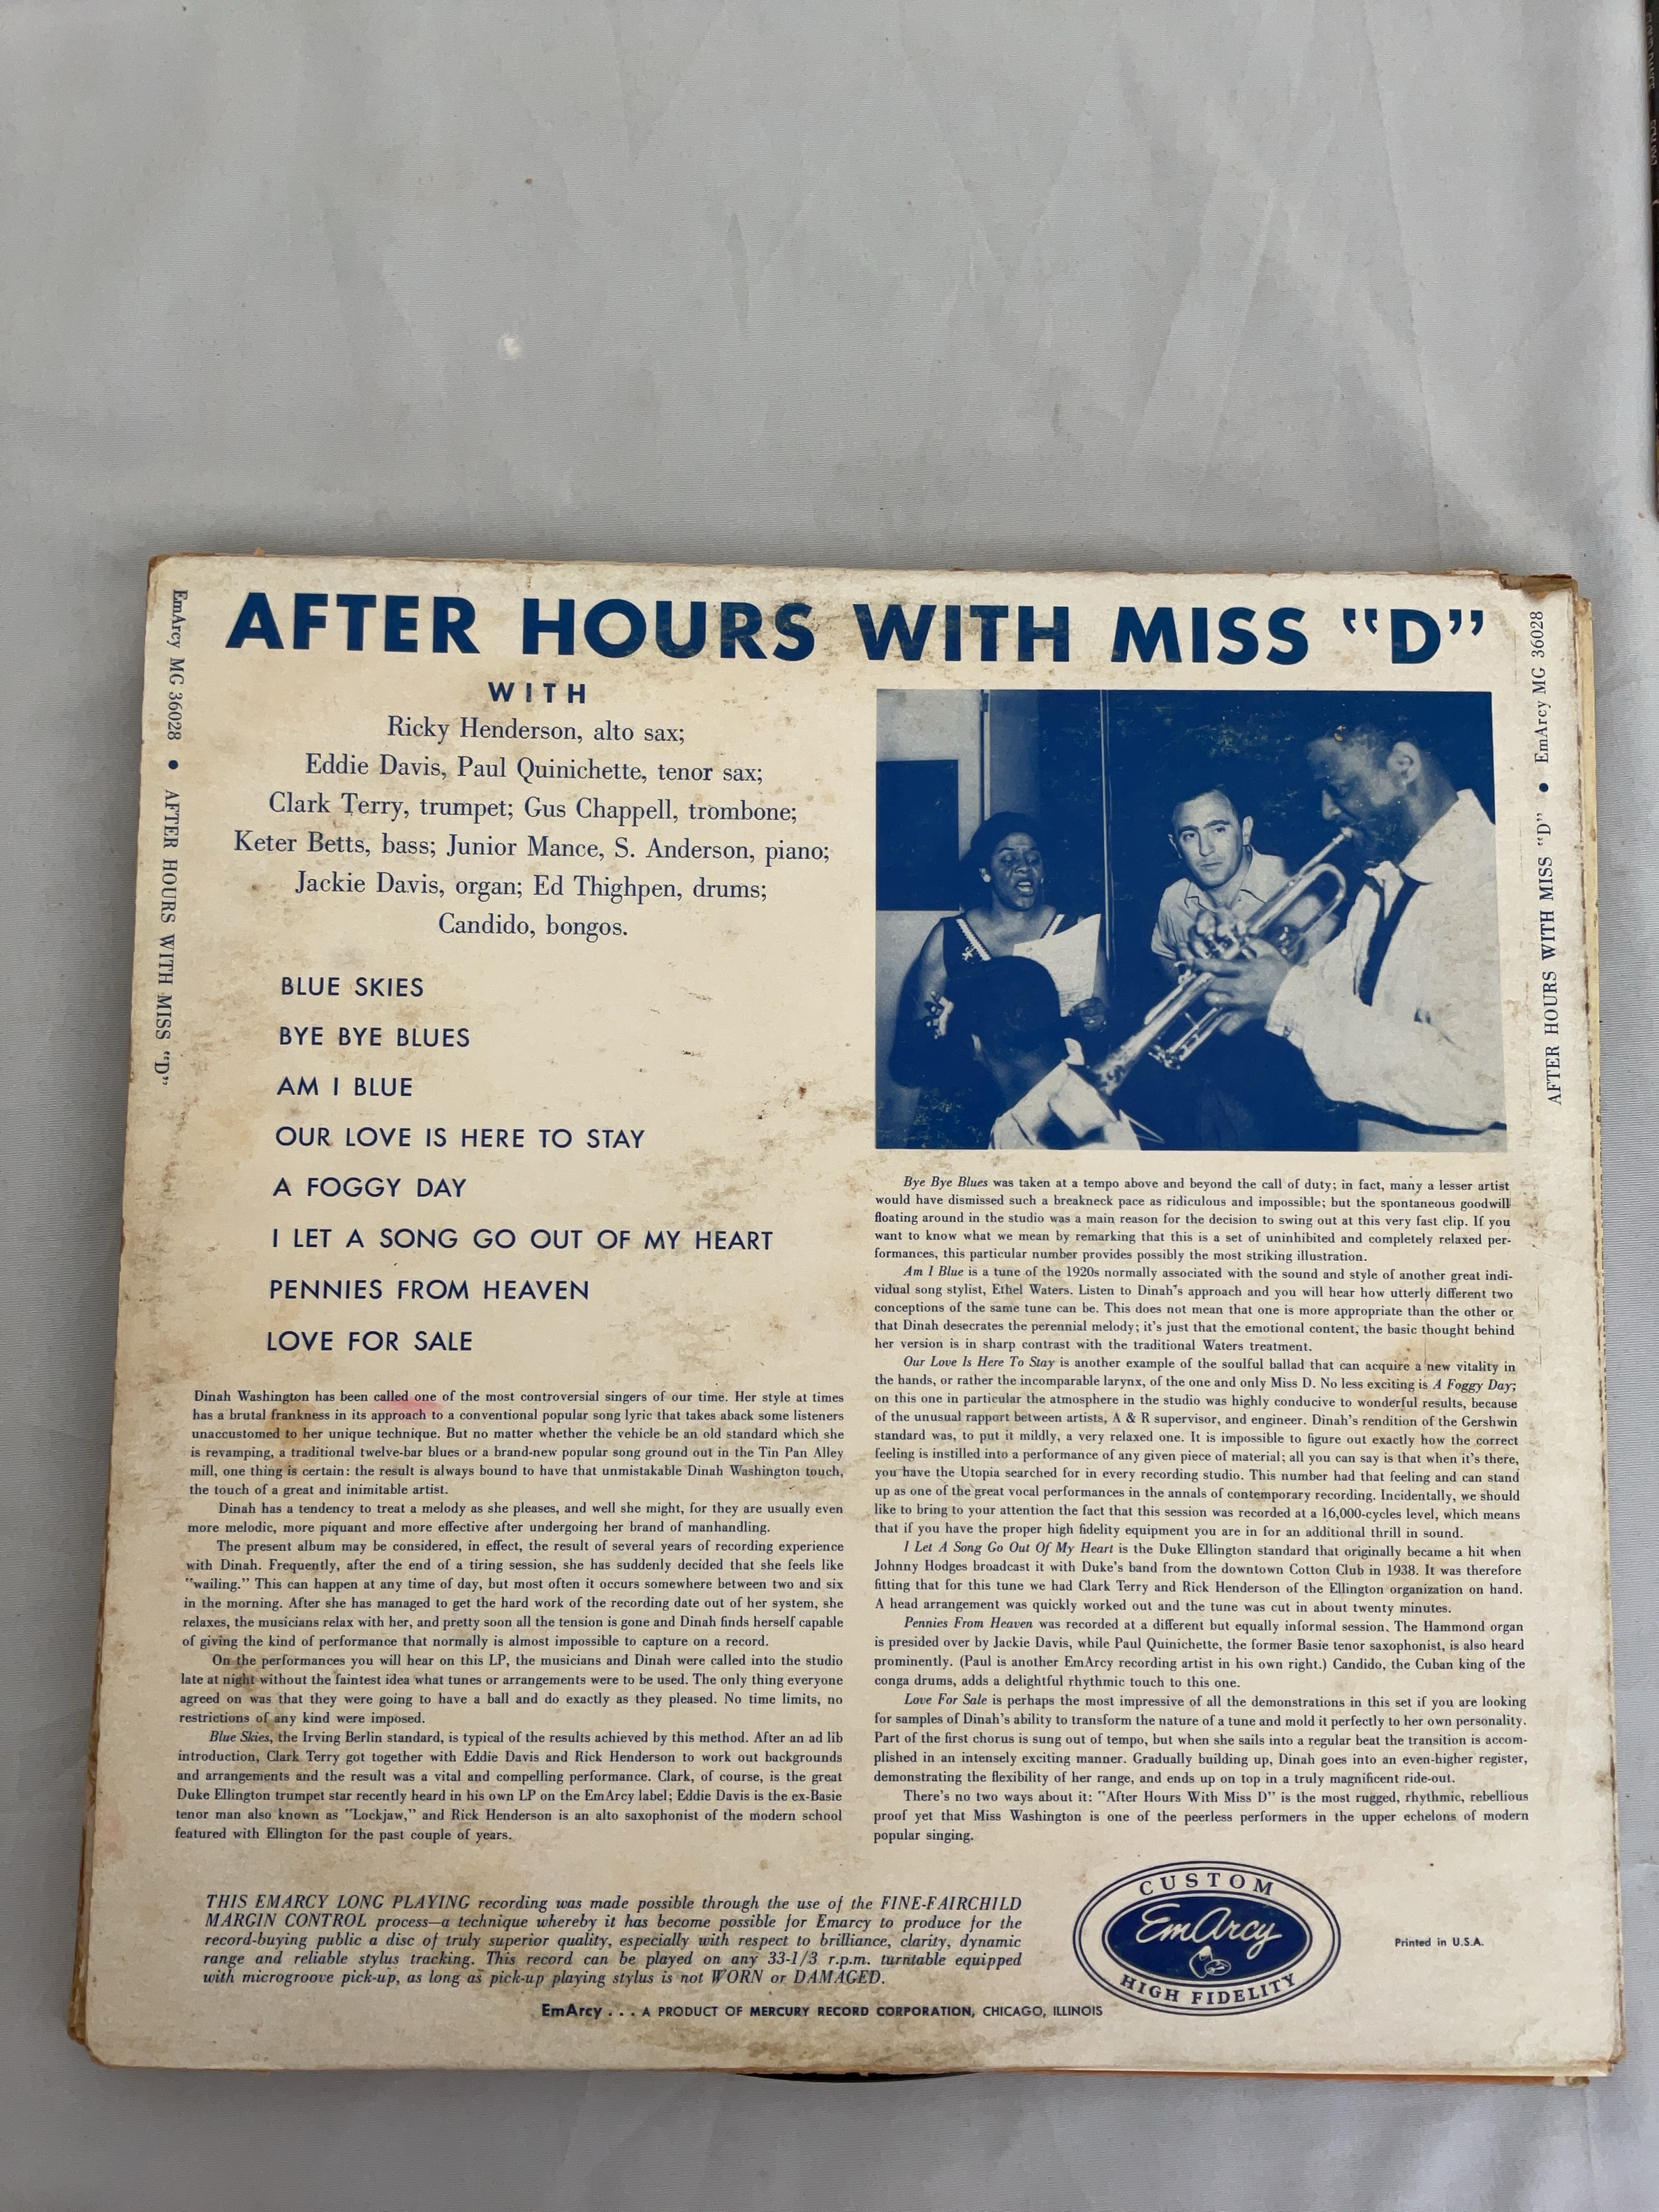 AFTER HOURS WITH MISS "D"
WITH
Ricky Henderson, alto sax;
Eddie Davis, Paul Quinichette, tenor sax;
Clark Terry, trumpet; Gus Chappell, trombone;
Keter Betts, bass; Junior Mance, S. Anderson, piano;
Jackie Davis, organ; Ed Thighpen, drums;
Candido, bongos.
BLUE SKIES
BYE BYE BLUES
AM I BLUE
OUR LOVE IS HERE TO STAY
A FOGGY DAY
I LET A SONG GO OUT OF MY HEART
PENNIES FROM HEAVEN
LOVE FOR SALE
Dinah Washington has been called one of the most controversial singers of our time. Her style at times
has a brutal frankness in its approach to a conventional popular song lyric that takes aback some listeners
unaccustomed to her unique technique. But no matter whether the vehicle be an old standard which she
is revamping, a traditional twelve-bar blues or a brand-new popular song ground out in the Tin Pan Alley
mill, one thing is certain: the result is always bound to have that unmistakable Dinah Washington touch,
the touch of a great and inimitable artist.
Dinah has a tendency to treat a melody as she pleases, and well she might, for they are usually even
more melodic, more piquant and more effective after undergoing her brand of manhandling.
The present album may be considered, in effect, the result of several years of recording experience
with Dinah. Frequently, after the end of a tiring session, she has suddenly decided that she feels like
"wailing." This can happen at any time of day, but most often it occurs somewhere between two and six
in the morning. After she has managed to get the hard work of the recording date out of her system, she
relaxes, the musicians relax with her, and pretty soon all the tension is gone and Dinah finds herself capable
of giving the kind of performance that normally is almost impossible to capture on a record.
On the performances you will hear on this LP, the musicians and Dinah were called into the studio
late at night without the faintest idea what tunes or arrangements were to be used. The only thing everyone
agreed on was that they were going to have a ball and do exactly as they pleased. No time limits, no
restrictions of any kind were imposed.
Blue Skies, the Irving Berlin standard, is typical of the results achieved by this method. After an ad lib
introduction, Clark Terry got together with Eddie Davis and Rick Henderson to work out backgrounds
and arrangements and the result was a vital and compelling performance. Clark, of course, is the great
Duke Ellington trumpet star recently heard in his own LP on the EmArcy label; Eddie Davis is the ex-Basie
tenor man also known as "Lockjaw," and Rick Henderson is an alto saxophonist of the modern school
featured with Ellington for the past couple of years.
Bye Bye Blues was taken at a tempo above and beyond the call of duty; in fact, many a lesser artist
would have dismissed such a breakneck pace as ridiculous and impossible; but the spontaneous goodwill
floating around in the studio was a main reason for the decision to swing out at this very fast clip. If you
want to know what we mean by remarking that this is a set of uninhibited and completely relaxed per-
formances, this particular number provides possibly the most striking illustration.
Am I Blue is a tune of the 1920s normally associated with the sound and style of another great indi-
vidual song stylist, Ethel Waters. Listen to Dinah's approach and you will hear how utterly different two
conceptions of the same tune can be. This does not mean that one is more appropriate than the other or
that Dinah desecrates the perennial melody; it's just that the emotional content, the basic thought behind
her version is in sharp contrast with the traditional Waters treatment.
Our Love Is Here To Stay is another example of the soulful ballad that can acquire a new vitality in
the hands, or rather the incomparable larynx, of the one and only Miss D. No less exciting is A Foggy Day;
on this one in particular the atmosphere in the studio was highly conducive to wonderful results, because
of the unusual rapport between artists, A & R supervisor, and engineer. Dinah's rendition of the Gershwin
standard was, to put it mildly, a very relaxed one. It is impossible to figure out exactly how the correct
feeling is instilled into a performance of any given piece of material; all you can say is that when it's there,
you have the Utopia searched for in every recording studio. This number had that feeling and can stand
up as one of the great vocal performances in the annals of contemporary recording. Incidentally, we should
like to bring to your attention the fact that this session was recorded at a 16,000-cycles level, which means
that if you have the proper high fidelity equipment you are in for an additional thrill in sound.
I Let A Song Go Out Of My Heart is the Duke Ellington standard that originally became a hit when
Johnny Hodges broadcast it with Duke's band from the downtown Cotton Club in 1938. It was therefore
fitting that for this tune we had Clark Terry and Rick Henderson of the Ellington organization on hand.
A head arrangement was quickly worked out and the tune was cut in about twenty minutes.
Pennies From Heaven was recorded at a different but equally informal session. The Hammond organ
is presided over by Jackie Davis, while Paul Quinichette, the former Basie tenor saxophonist, is also heard
prominently. (Paul is another EmArcy recording artist in his own right.) Candido, the Cuban king of the
conga drums, adds a delightful rhythmic touch to this one.
Love For Sale is perhaps the most impressive of all the demonstrations in this set if you are looking
for samples of Dinah's ability to transform the nature of a tune and mold it perfectly to her own personality.
Part of the first chorus is sung out of tempo, but when she sails into a regular beat the transition is accom-
plished in an intensely exciting manner. Gradually building up, Dinah goes into an even-higher register,
demonstrating the flexibility of her range, and ends up on top in a truly magnificent ride-out.
There's no two ways about it: "After Hours With Miss D" is the most rugged, rhythmic, rebellious
proof yet that Miss Washington is one of the peerless performers in the upper echelons of modern
popular singing.
THIS EMARCY LONG PLAYING recording was made possible through the use of the FINE-FAIRCHILD
MARGIN CONTROL process—a technique whereby it has become possible for Emarcy to produce for the
record-buying public a disc of truly superior quality, especially with respect to brilliance, clarity, dynamic
range and reliable stylus tracking. This record can be played on any 33-1/3 r.p.m. turntable equipped
with microgroove pick-up, as long as pick-up playing stylus is not WORN or DAMAGED.
EmArcy . . . A PRODUCT OF MERCURY RECORD CORPORATION, CHICAGO, ILLINOIS
CUSTOM
EmArcy
HIGH FIDELITY
Printed in U.S.A.
EmArcy MG 36028 • AFTER HOURS WITH MISS "D"
AFTER HOURS WITH MISS "D" • EmArcy MG 36028